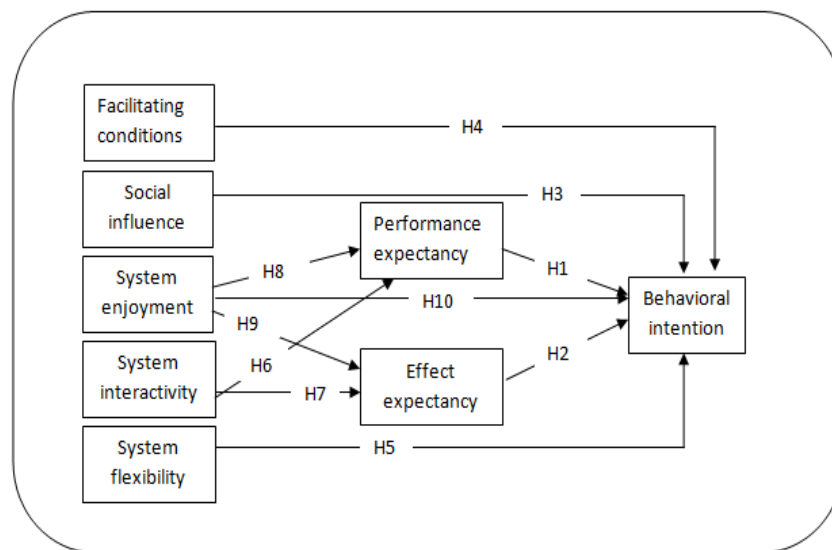 Facilitating
conditions
H4
Social
influence
H3
Performance
expectancy
System
enjoyment
H8
H1
H10
Behavioral
intention
H9
System
interactivity
H6
H7
Effect
expectancy
H2
System
flexibility
H5